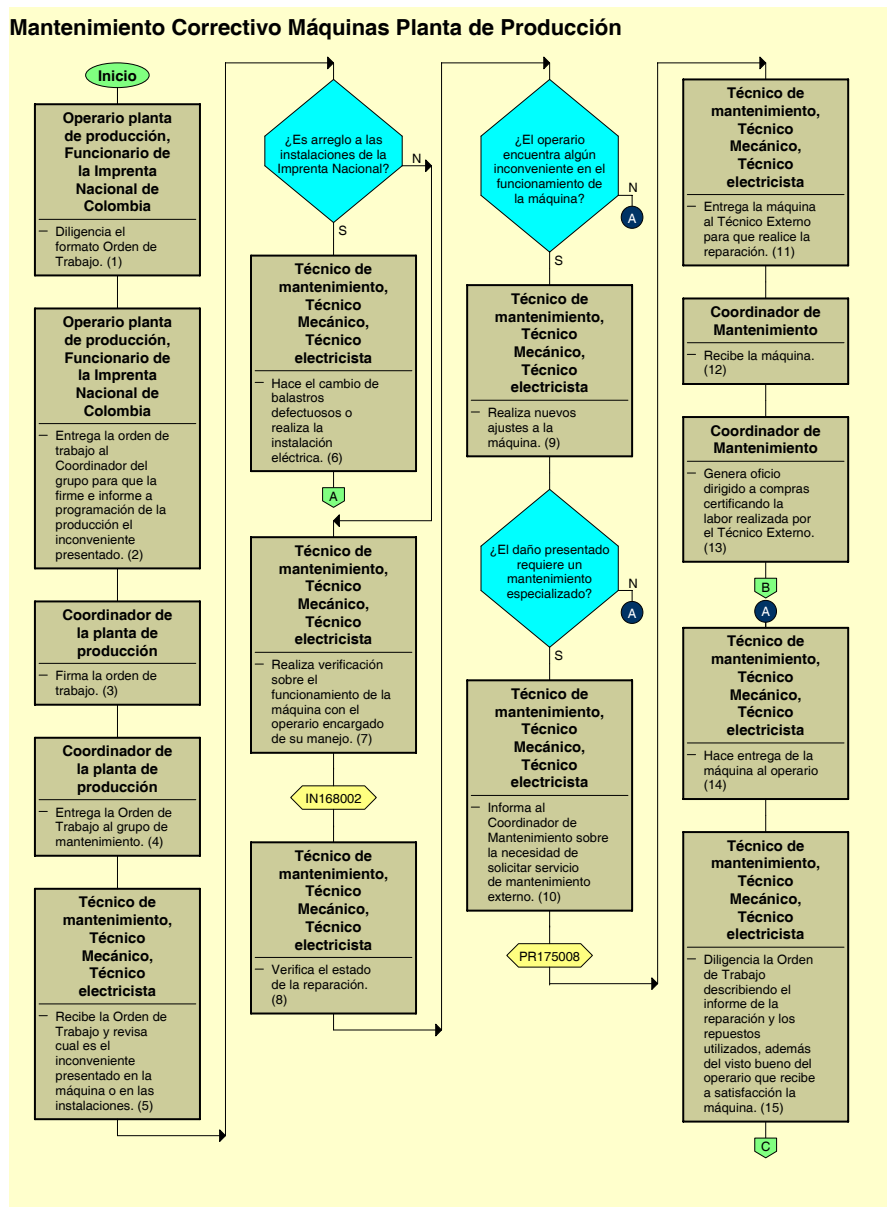 Mantenimiento Correctivo Máquinas Planta de Producción
Inicio
Operario planta
de producción,
Funcionario de
la Imprenta
Nacional de
Colombia
– Diligencia el
formato Orden de
Trabajo. (1)
Operario planta
de producción,
Funcionario de
la Imprenta
Nacional de
Colombia
– Entrega la orden de
trabajo al
Coordinador del
grupo para que la
firme e informe a
programación de la
producción el
inconveniente
presentado. (2)
Coordinador de
la planta de
producción
– Firma la orden de
trabajo. (3)
Coordinador de
la planta de
producción
– Entrega la Orden de
Trabajo al grupo de
mantenimiento. (4)
Técnico de
mantenimiento,
Técnico
Mecánico,
Técnico
electricista
– Recibe la Orden de
Trabajo y revisa
cual es el
inconveniente
presentado en la
máquina o en las
instalaciones. (5)
¿Es arreglo a las
instalaciones de la
Imprenta Nacional?
N
S
Técnico de
mantenimiento,
Técnico
Mecánico,
Técnico
electricista
– Hace el cambio de
balastros
defectuosos o
realiza la
instalación
eléctrica. (6)
A
Técnico de
mantenimiento,
Técnico
Mecánico,
Técnico
electricista
– Realiza verificación
sobre el
funcionamiento de la
máquina con el
operario encargado
de su manejo. (7)
IN168002
Técnico de
mantenimiento,
Técnico
Mecánico,
Técnico
electricista
– Verifica el estado
de la reparación.
(8)
¿El operario
encuentra algún
inconveniente en el
funcionamiento de
la máquina?
N
A
S
Técnico de
mantenimiento,
Técnico
Mecánico,
Técnico
electricista
– Realiza nuevos
ajustes a la
máquina. (9)
¿El daño presentado
requiere un
mantenimiento
especializado?
N
A
S
Técnico de
mantenimiento,
Técnico
Mecánico,
Técnico
electricista
– Informa al
Coordinador de
Mantenimiento sobre
la necesidad de
solicitar servicio
de mantenimiento
externo. (10)
PR175008
Técnico de
mantenimiento,
Técnico
Mecánico,
Técnico
electricista
– Entrega la máquina
al Técnico Externo
para que realice la
reparación. (11)
Coordinador de
Mantenimiento
– Recibe la máquina.
(12)
Coordinador de
Mantenimiento
– Genera oficio
dirigido a compras
certificando la
labor realizada por
el Técnico Externo.
(13)
B
A
Técnico de
mantenimiento,
Técnico
Mecánico,
Técnico
electricista
– Hace entrega de la
máquina al operario
(14)
Técnico de
mantenimiento,
Técnico
Mecánico,
Técnico
electricista
– Diligencia la Orden
de Trabajo
describiendo el
informe de la
reparación y los
repuestos
utilizados, además
del visto bueno del
operario que recibe
a satisfacción la
máquina. (15)
C